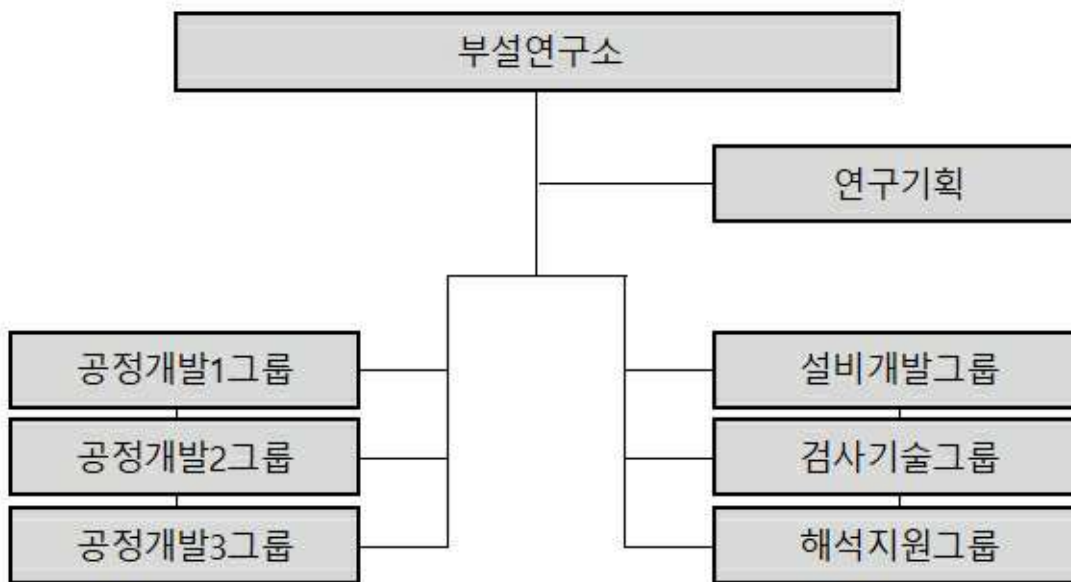 부설연구소
연구기획
공정개발1그룹
설비개발그룹
공정개발2그룹
검사기술그룹
공정개발3그룹
해석지원그룹